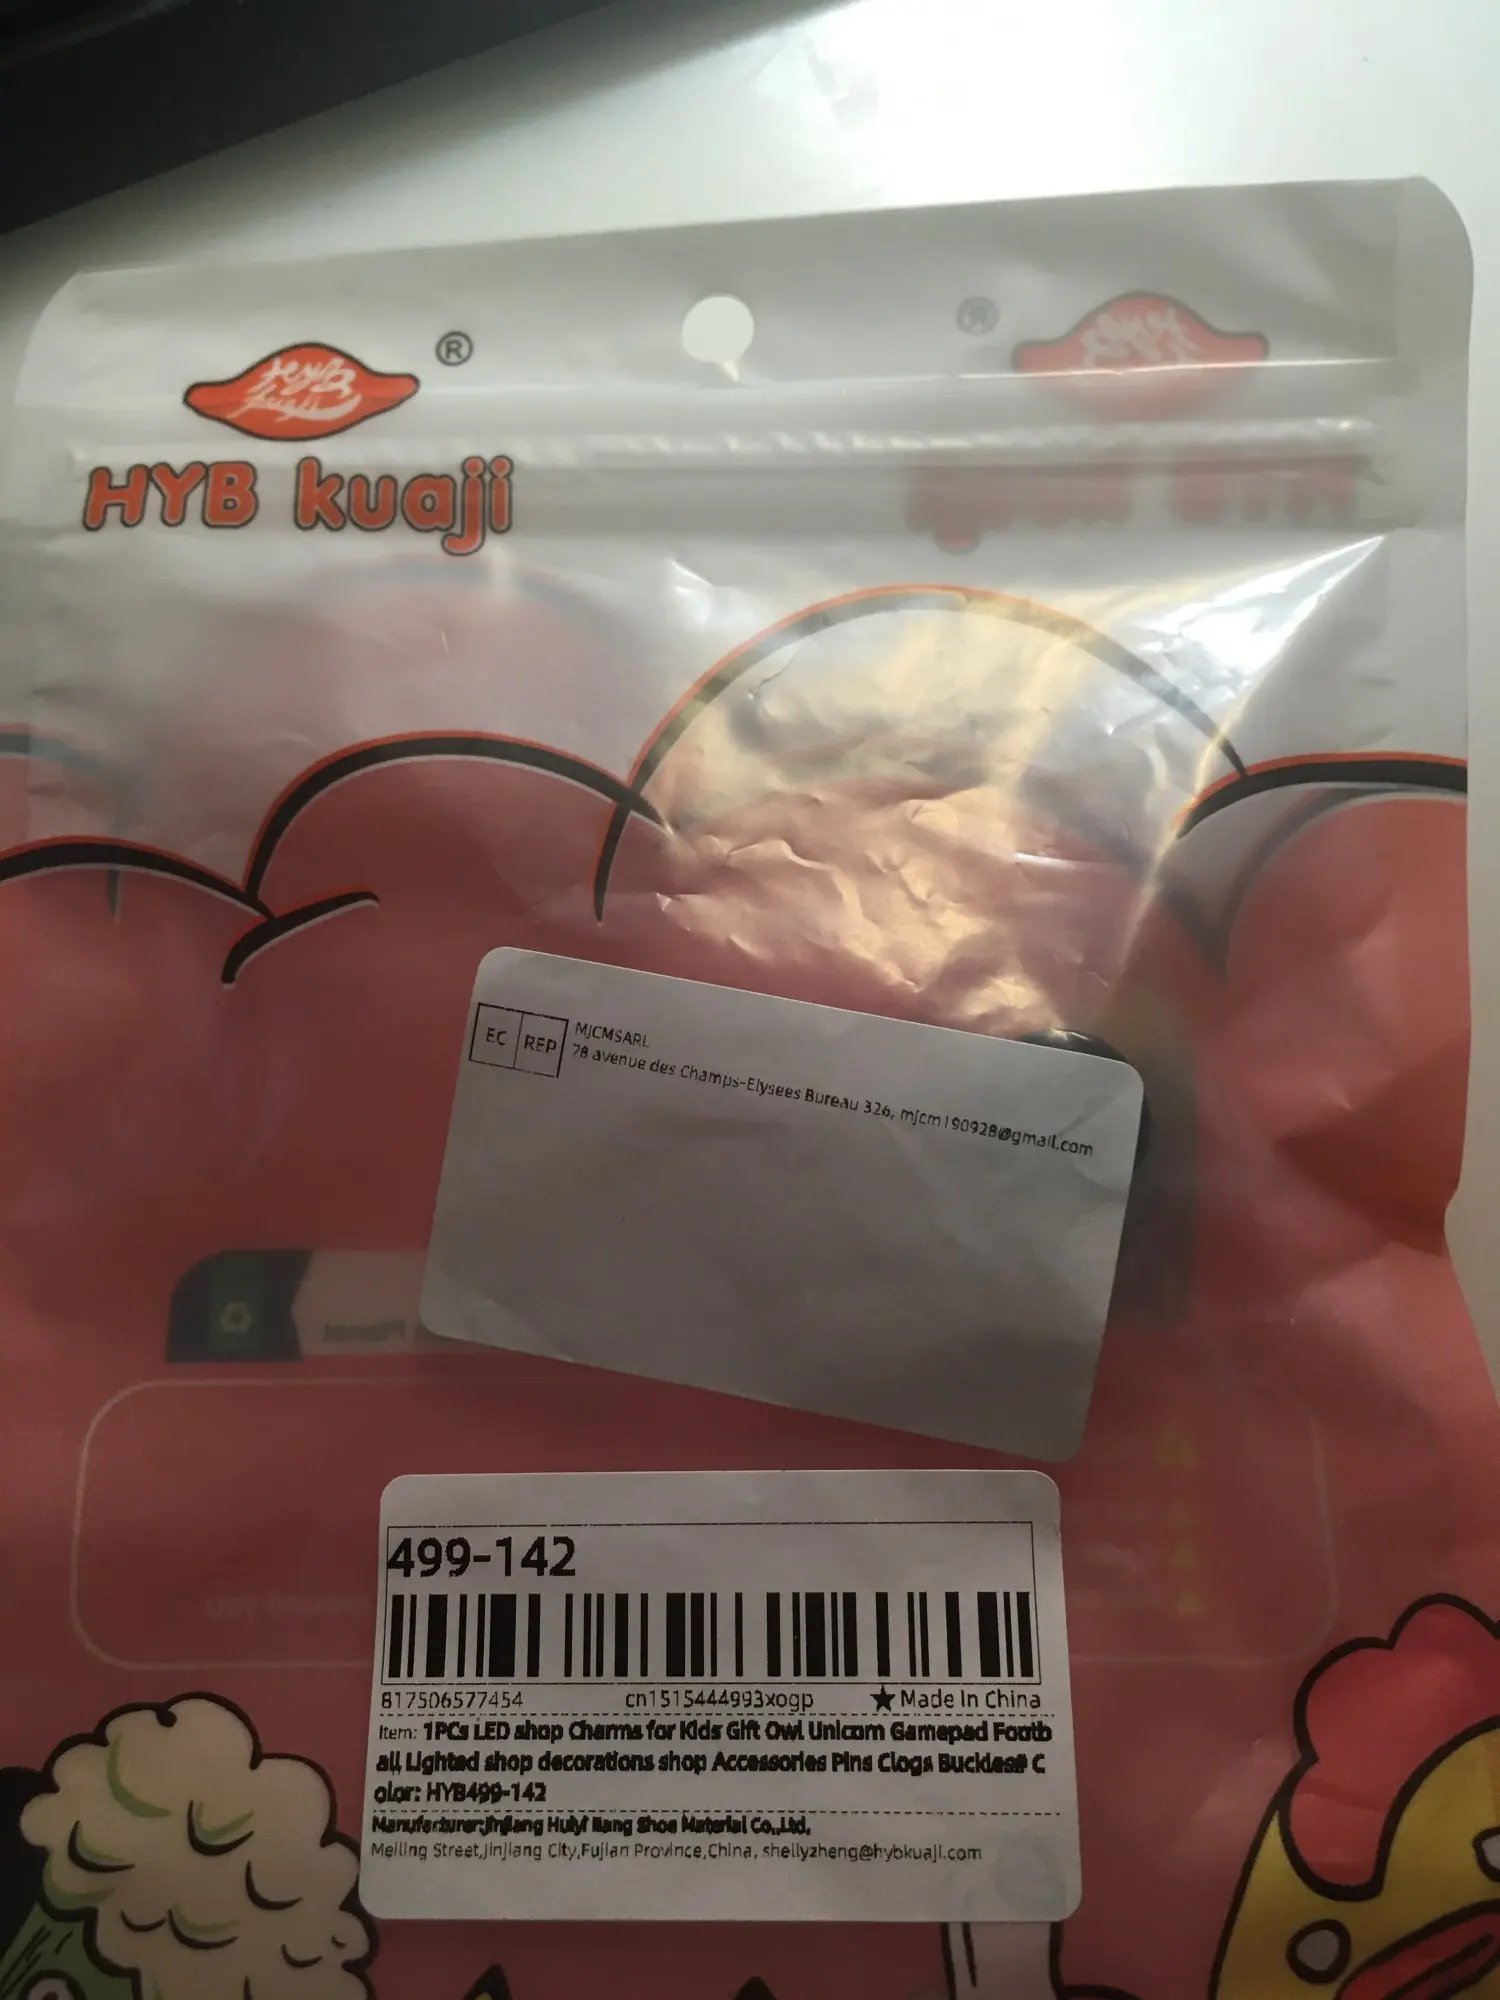 ®
HYB kuaji
EC REP
MJCMSARL
78 avenue des Champs-Elysees Bureau 326, mjcm190928@gmail.com
499-142
817506577454 cn1515444993xogp ★Made In China
Item: 1PCs LED shop Charms for Kids Gift Owl Unicorn Gamepad Footb
all Lighted shop decorations shop Accessories Pins Clogs Buckles# C
olor: HYB499-142
Manufacturer:Jinjiang Huiyi Shoe Material Co.,Ltd,
Meiling Street,Jinjiang City,Fujian Province,China, shellyzheng@hybkuaji.com